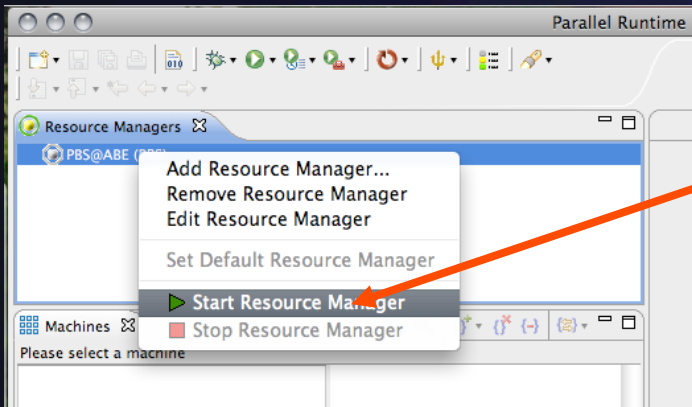 Parallel Runtime
010
Resource Managers
PBS@ABE (PBS)
Add Resource Manager...
Remove Resource Manager
Edit Resource Manager
Set Default Resource Manager
Start Resource Manager
Stop Resource Manager
Machines
Please select a machine